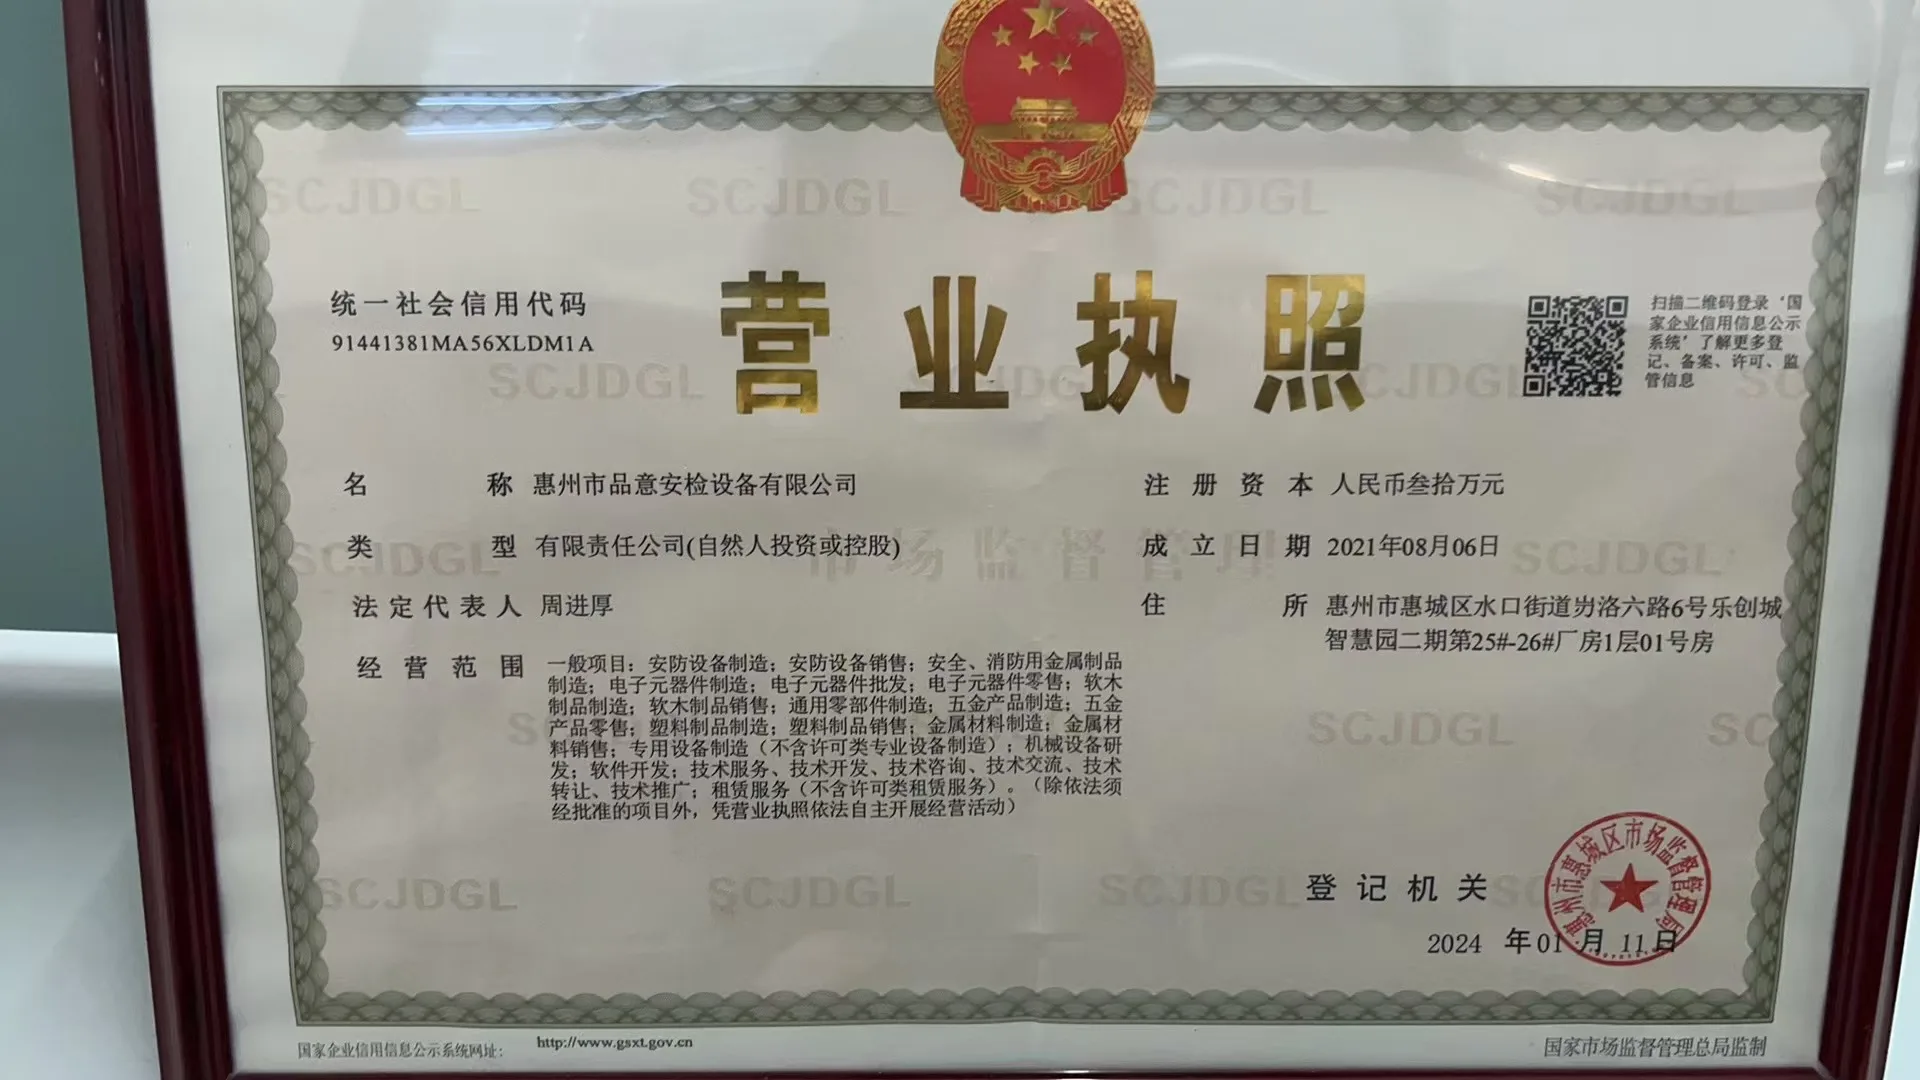 营业执照
统一社会信用代码
91441381MA56XLDM1A
扫描二维码登录‘国
家企业信用信息公示
系统’了解更多登
记、备案、许可、监
管信息
名称 惠州市品意安检设备有限公司
类型 有限责任公司(自然人投资或控股)
法定代表人 周进厚
经营范围 一般项目：安防设备制造；安防设备销售；安全、消防用金属制品
制造；电子元器件制造；电子元器件批发；电子元器件零售；软木
制品制造；软木制品销售；通用零部件制造；五金产品制造；五金
产品零售；塑料制品制造；塑料制品销售；金属材料制造；金属材
料销售；专用设备制造（不含许可类专业设备制造）；机械设备研
发；软件开发；技术服务、技术开发、技术咨询、技术交流、技术
转让、技术推广；租赁服务（不含许可类租赁服务）。（除依法须
经批准的项目外，凭营业执照依法自主开展经营活动）
注册资本 人民币叁拾万元
成立日期 2021年08月06日
住所 惠州市惠城区水口街道岃洛六路6号乐创城
智慧园二期第25#-26#厂房1层01号房
登记机关
惠州市惠城区市场监督管理局
2024 年01 月 11日
国家企业信用信息公示系统网址：
http://www.gsxt.gov.cn
国家市场监督管理总局监制
SCJDGL
市场监督管理